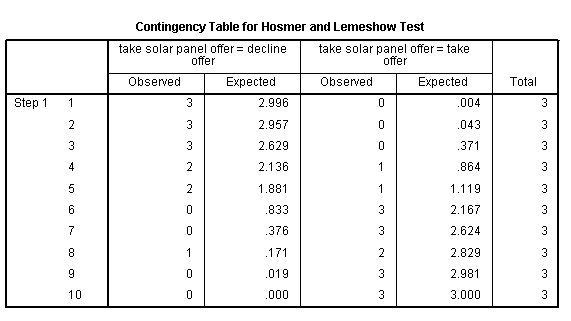 Contingency Table for Hosmer and Lemeshow Test
take solar panel offer = decline offer take solar panel offer = take offer
Observed Expected Observed Expected Total
Step 1 1 3 2.996 0 .004 3
2 3 2.957 0 .043 3
3 3 2.629 0 .371 3
4 2 2.136 1 .864 3
5 2 1.881 1 1.119 3
6 0 .833 3 2.167 3
7 0 .376 3 2.624 3
8 1 .171 2 2.829 3
9 0 .019 3 2.981 3
10 0 .000 3 3.000 3